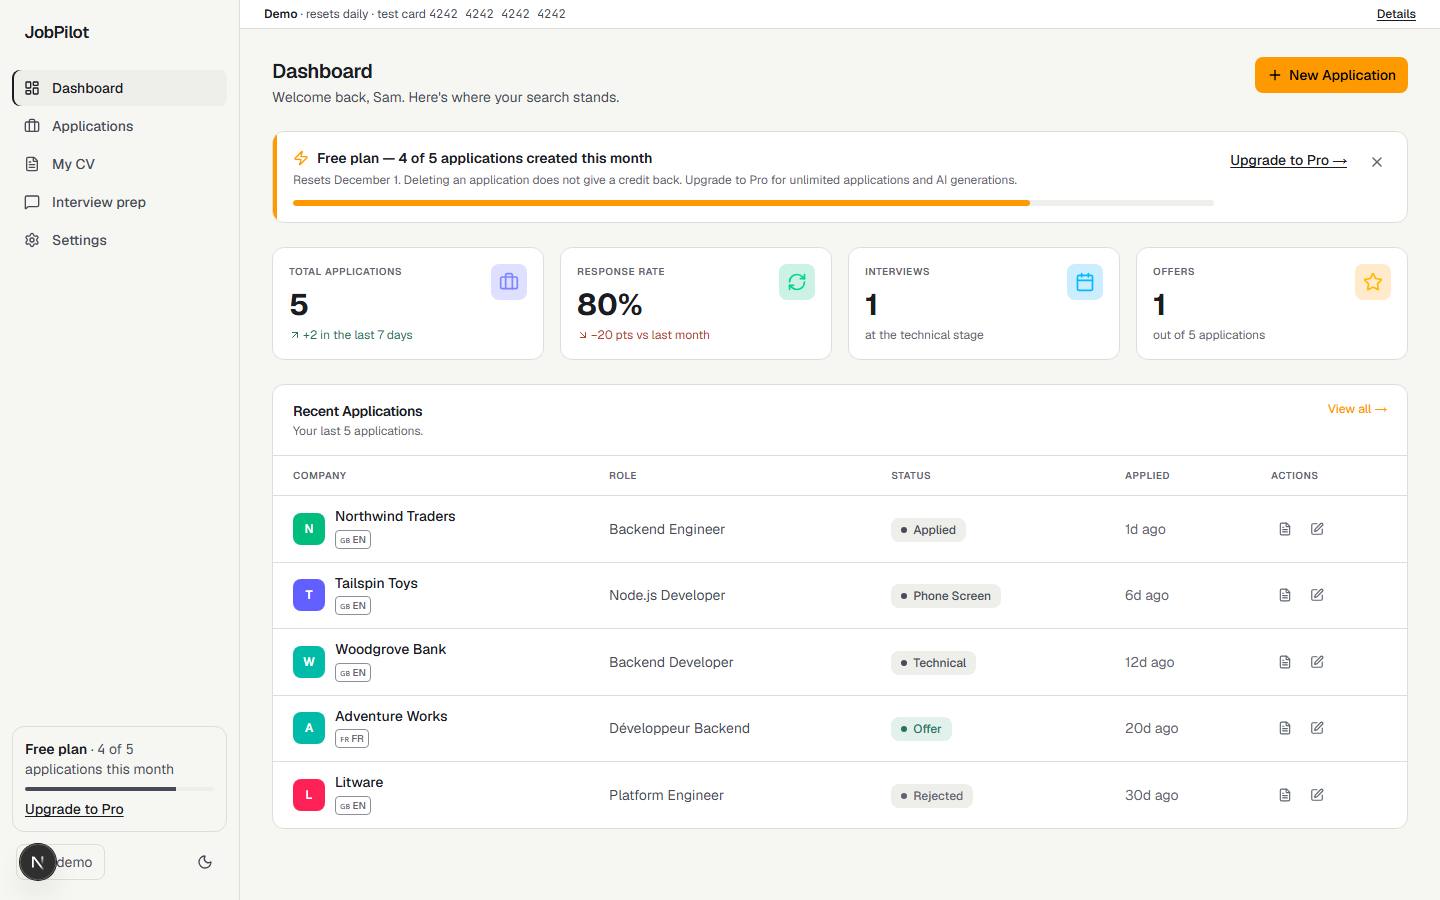 JobPilot
Dashboard
Applications
My CV
Interview prep
Settings
Free plan · 4 of 5
applications this month
Upgrade to Pro
N demo
Demo · resets daily · test card 4242 4242 4242 4242
Details
Dashboard
Welcome back, Sam. Here's where your search stands.
+ New Application
Free plan — 4 of 5 applications created this month
Resets December 1. Deleting an application does not give a credit back. Upgrade to Pro for unlimited applications and AI generations.
Upgrade to Pro →
TOTAL APPLICATIONS
5
↗ +2 in the last 7 days
RESPONSE RATE
80%
↘ −20 pts vs last month
INTERVIEWS
1
at the technical stage
OFFERS
1
out of 5 applications
Recent Applications
Your last 5 applications.
View all →
COMPANY ROLE STATUS APPLIED ACTIONS
N Northwind Traders
GB EN
Backend Engineer
Applied
1d ago
T Tailspin Toys
GB EN
Node.js Developer
Phone Screen
6d ago
W Woodgrove Bank
GB EN
Backend Developer
Technical
12d ago
A Adventure Works
FR FR
Développeur Backend
Offer
20d ago
L Litware
GB EN
Platform Engineer
Rejected
30d ago